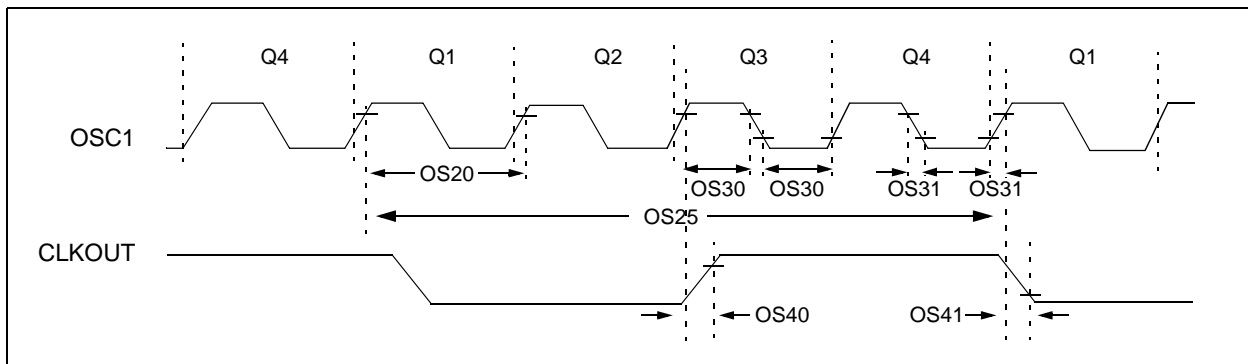 Q4 Q1 Q2 Q3 Q4 Q1
OSC1
OS20 OS30 OS30 OS31 OS31
OS25
CLKOUT
OS40 OS41